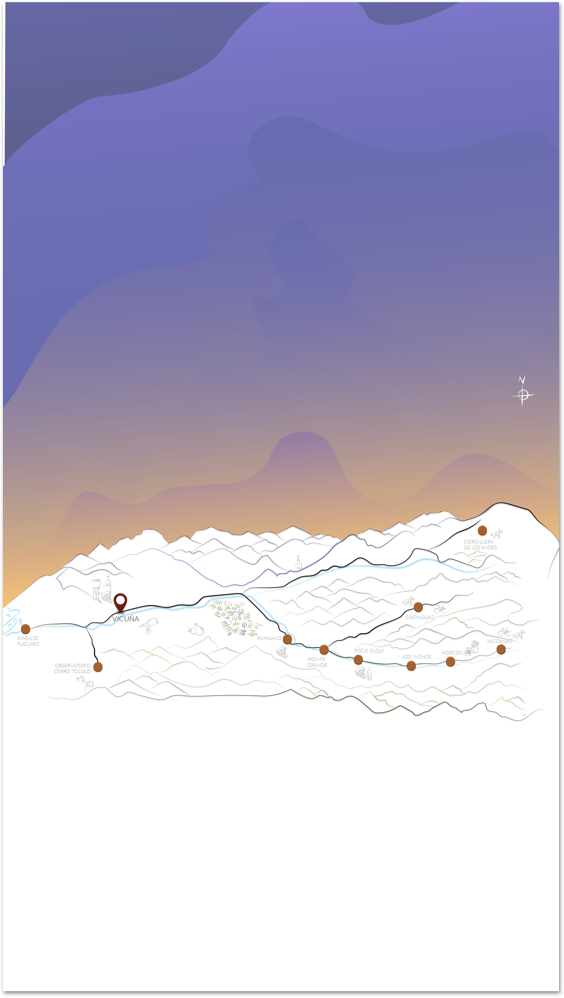 N
CORDILLERA
DE LOS ANDES
VICUÑA
COCHIGUAZ
EMBALSE
PUCLARO
PAIHUANO
ALCOHUAZ
PISCO ELQUI
HORCON
LOS NICHOS
MONTE
GRANDE
OBSERVATORIO
CERRO TOLOLO